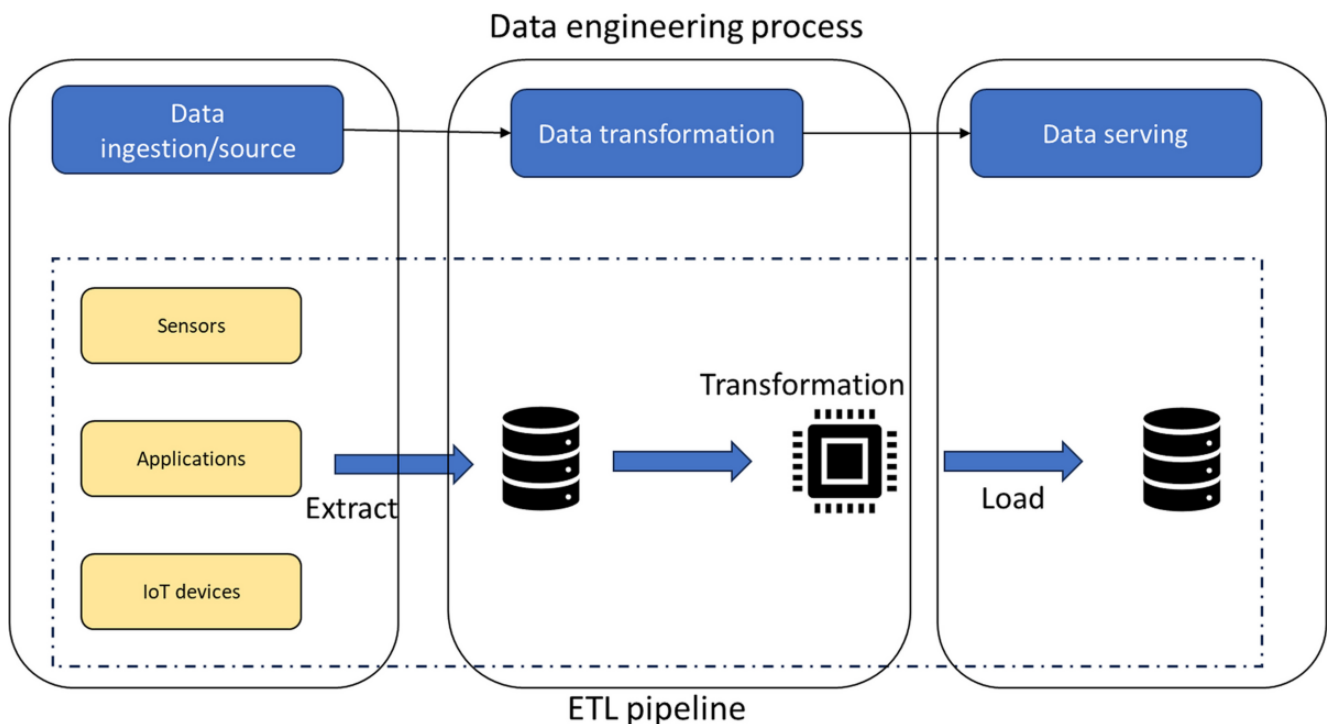 Data engineering process
Data
ingestion/source
Data transformation
Data serving
Sensors
Applications
IoT devices
Extract
Transformation
Load
ETL pipeline